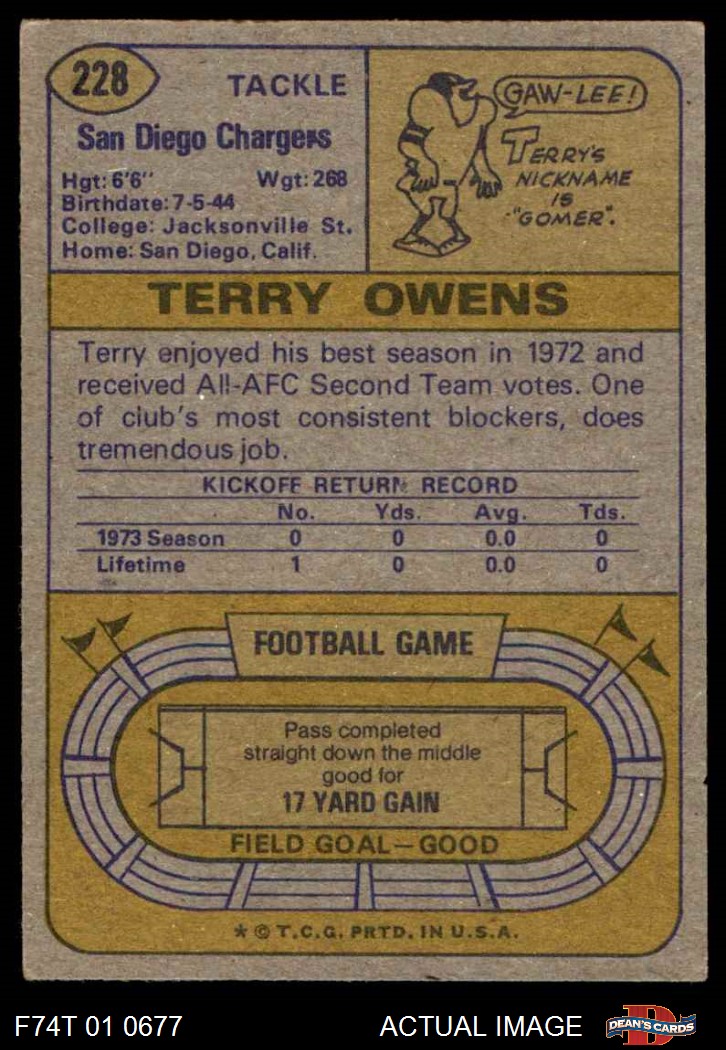 228
TACKLE
San Diego Chargers
Hgt: 6'6" Wgt: 268
Birthdate: 7-5-44
College: Jacksonville St.
Home: San Diego, Calif.
GAW-LEE!
TERRY'S
NICKNAME
IS
"GOMER".
TERRY OWENS
Terry enjoyed his best season in 1972 and
received All-AFC Second Team votes. One
of club's most consistent blockers, does
tremendous job.
KICKOFF RETURN RECORD
No. Yds. Avg. Tds.
1973 Season 0 0 0.0 0
Lifetime 1 0 0.0 0
FOOTBALL GAME
Pass completed
straight down the middle
good for
17 YARD GAIN
FIELD GOAL—GOOD
* © T.C.G. PRTD. IN U.S.A.
F74T 01 0677 ACTUAL IMAGE
D
DEAN'S CARDS